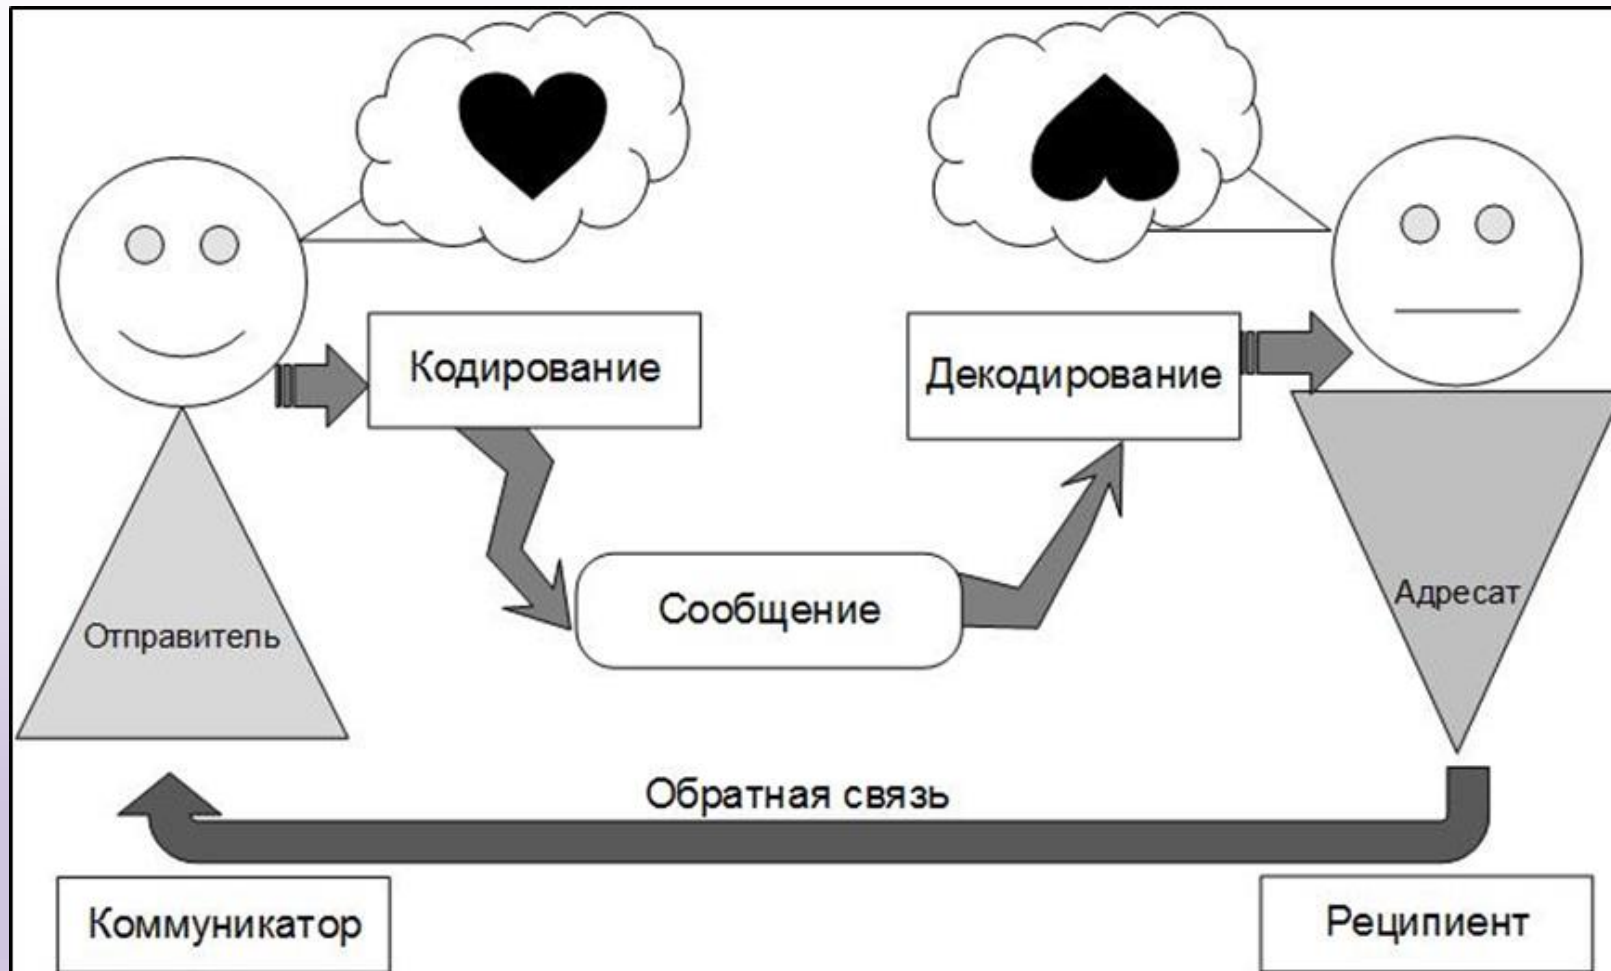 Кодирование
Декодирование
Сообщение
Отправитель
Адресат
Обратная связь
Коммуникатор
Реципиент